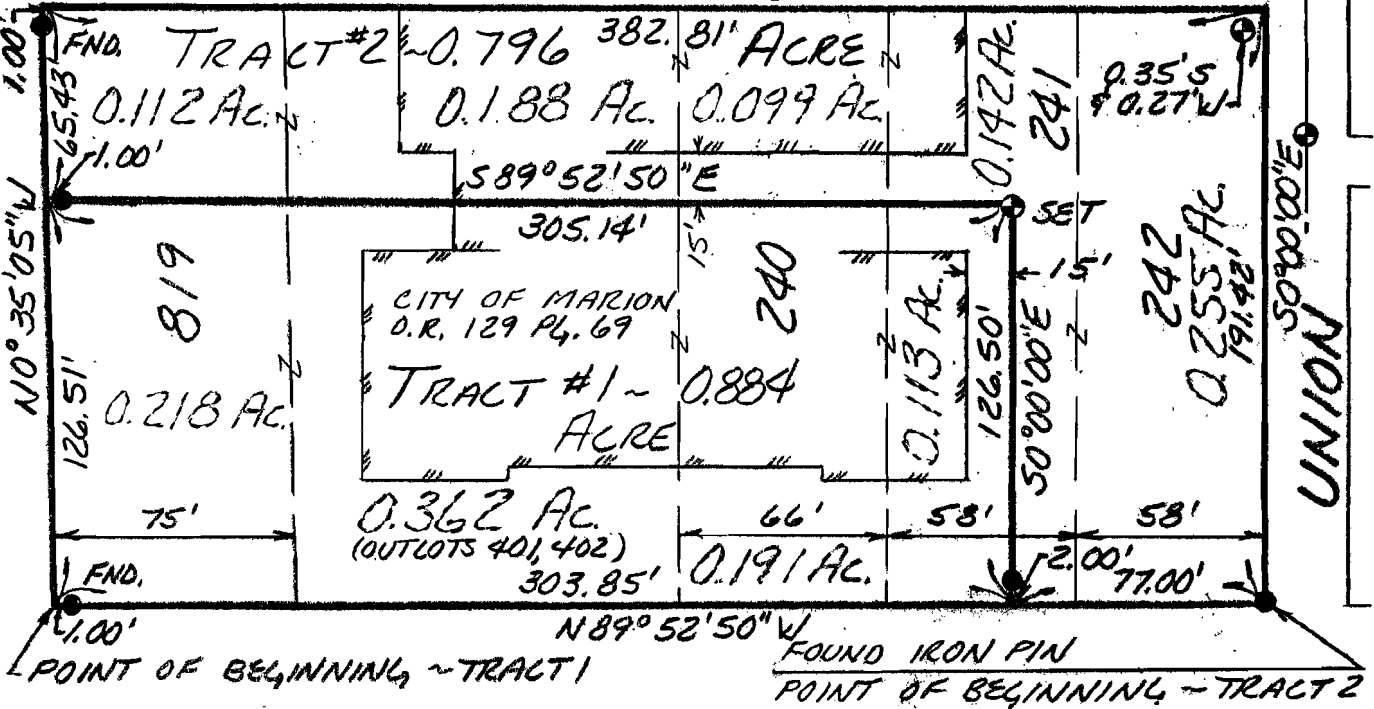 1.00'
FND.
TRACT #2 ~0.796 ACRE
382.81'
0.142 Ac.
241
0.35'S
& 0.27'W
65.43
0.112 Ac.
0.188 Ac.
0.099 Ac.
1.00'
S89°52'50"E
305.14'
SET
15'
15'
N0°35'05"W
819
240
242
0.255 Ac.
191.42'
S0°00'00"E
UNION
CITY OF MARION
O.R. 129 PG. 69
TRACT #1 ~ 0.884
ACRE
0.113 Ac.
126.50'
S0°00'00"E
126.51'
0.218 Ac.
75'
0.362 Ac.
(OUTLOTS 401, 402)
66'
58'
58'
0.191 Ac.
FND.
303.85'
2.00'
77.00'
1.00'
N89°52'50"W
POINT OF BEGINNING ~ TRACT 1
FOUND IRON PIN
POINT OF BEGINNING ~ TRACT 2